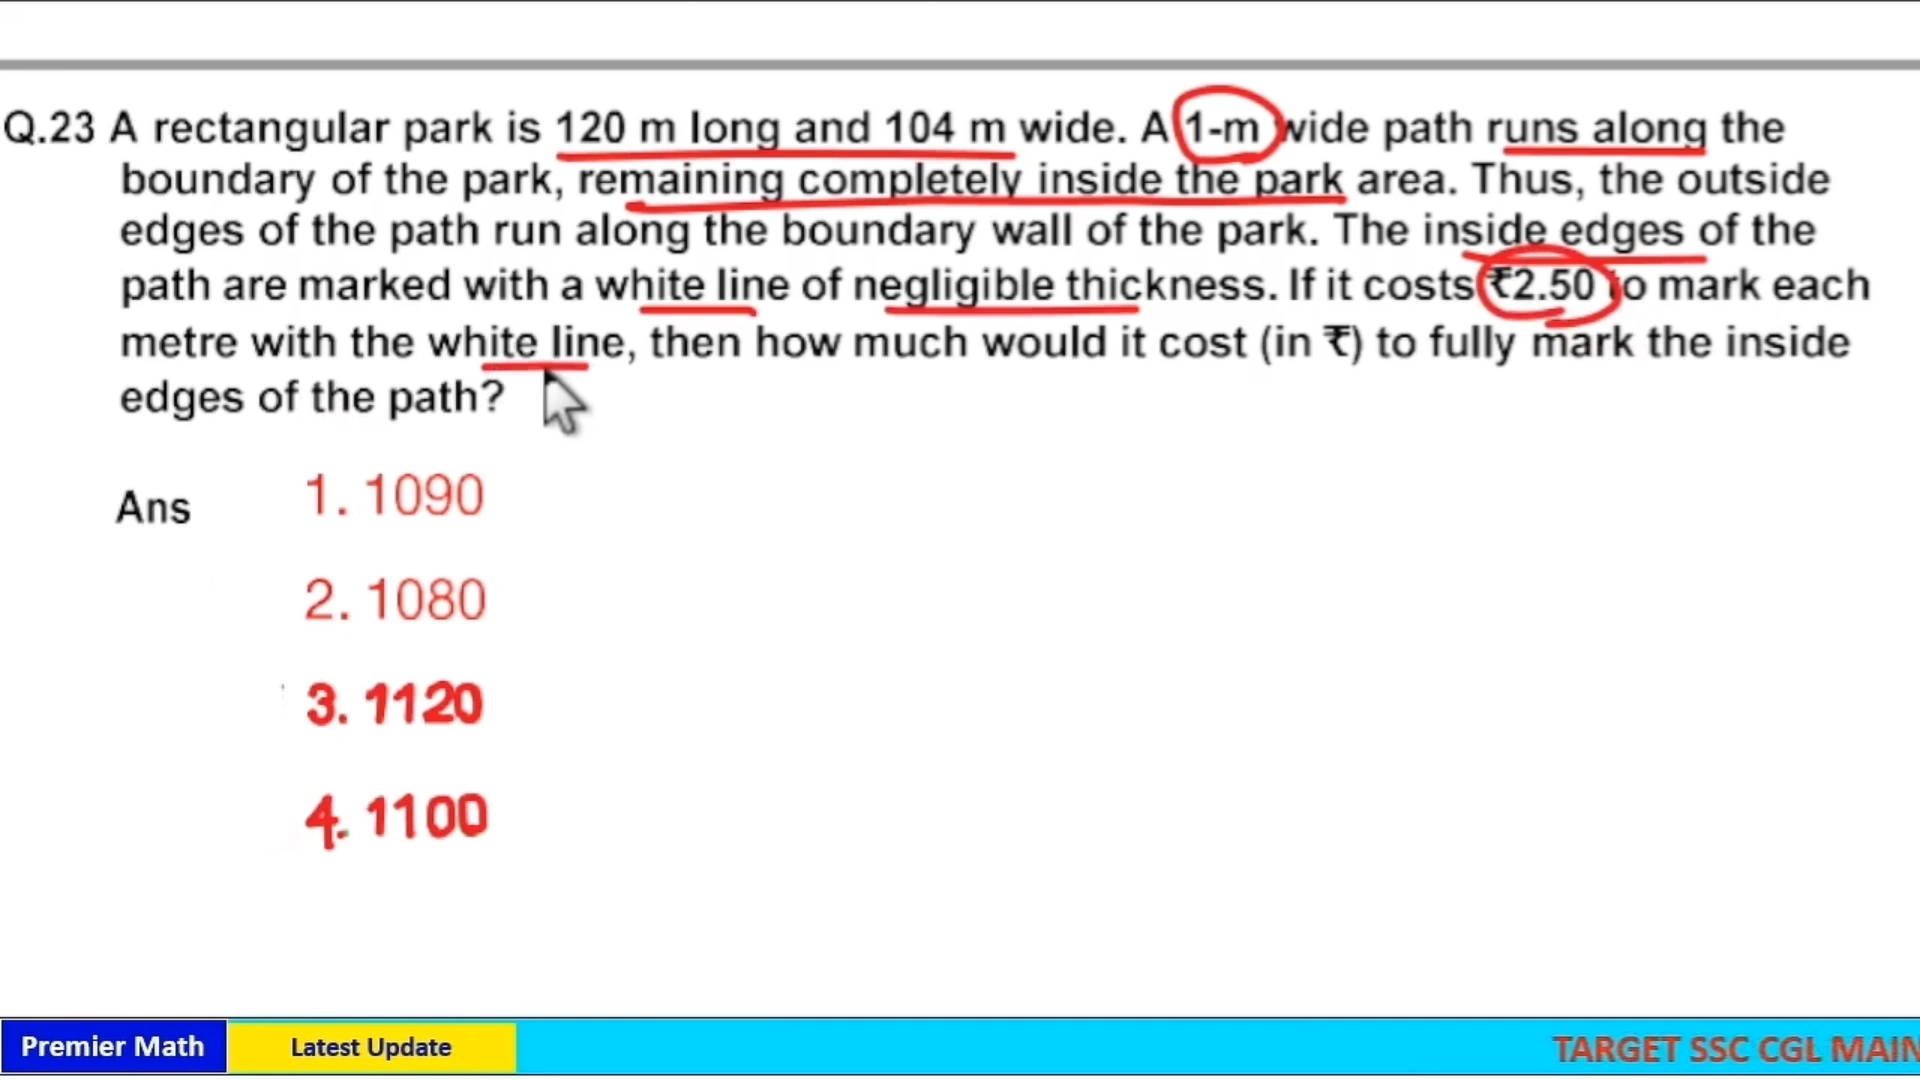 Q.23 A rectangular park is 120 m long and 104 m wide. A 1-m wide path runs along the
boundary of the park, remaining completely inside the park area. Thus, the outside
edges of the path run along the boundary wall of the park. The inside edges of the
path are marked with a white line of negligible thickness. If it costs ₹2.50 to mark each
metre with the white line, then how much would it cost (in ₹) to fully mark the inside
edges of the path?
Ans
1. 1090
2. 1080
3. 1120
4. 1100
Premier Math
Latest Update
TARGET SSC CGL MAIN